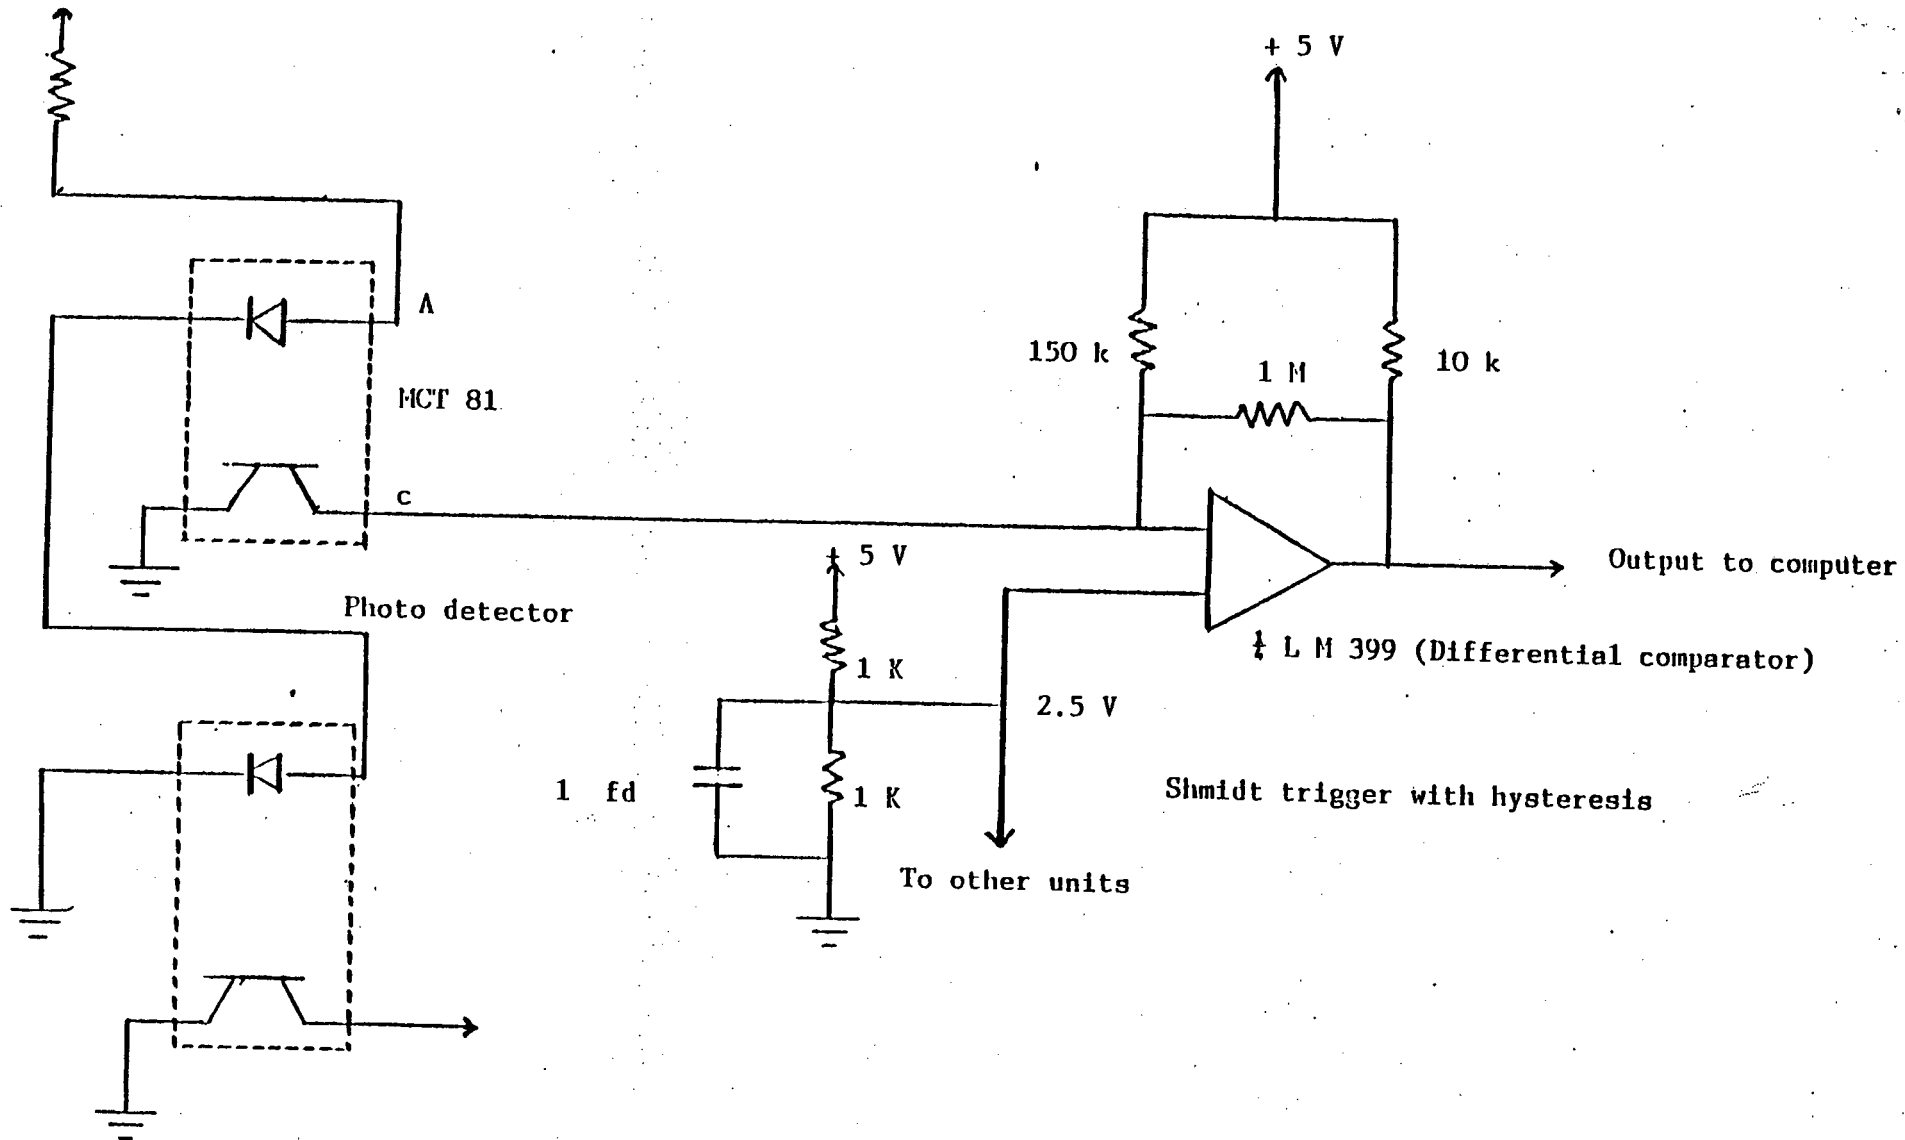 + 5 V
A
150 k
1 M
10 k
MCT 81
c
+ 5 V
Output to computer
Photo detector
1 K
¼ L M 399 (Differential comparator)
2.5 V
1 fd
1 K
Shmidt trigger with hysteresis
To other units